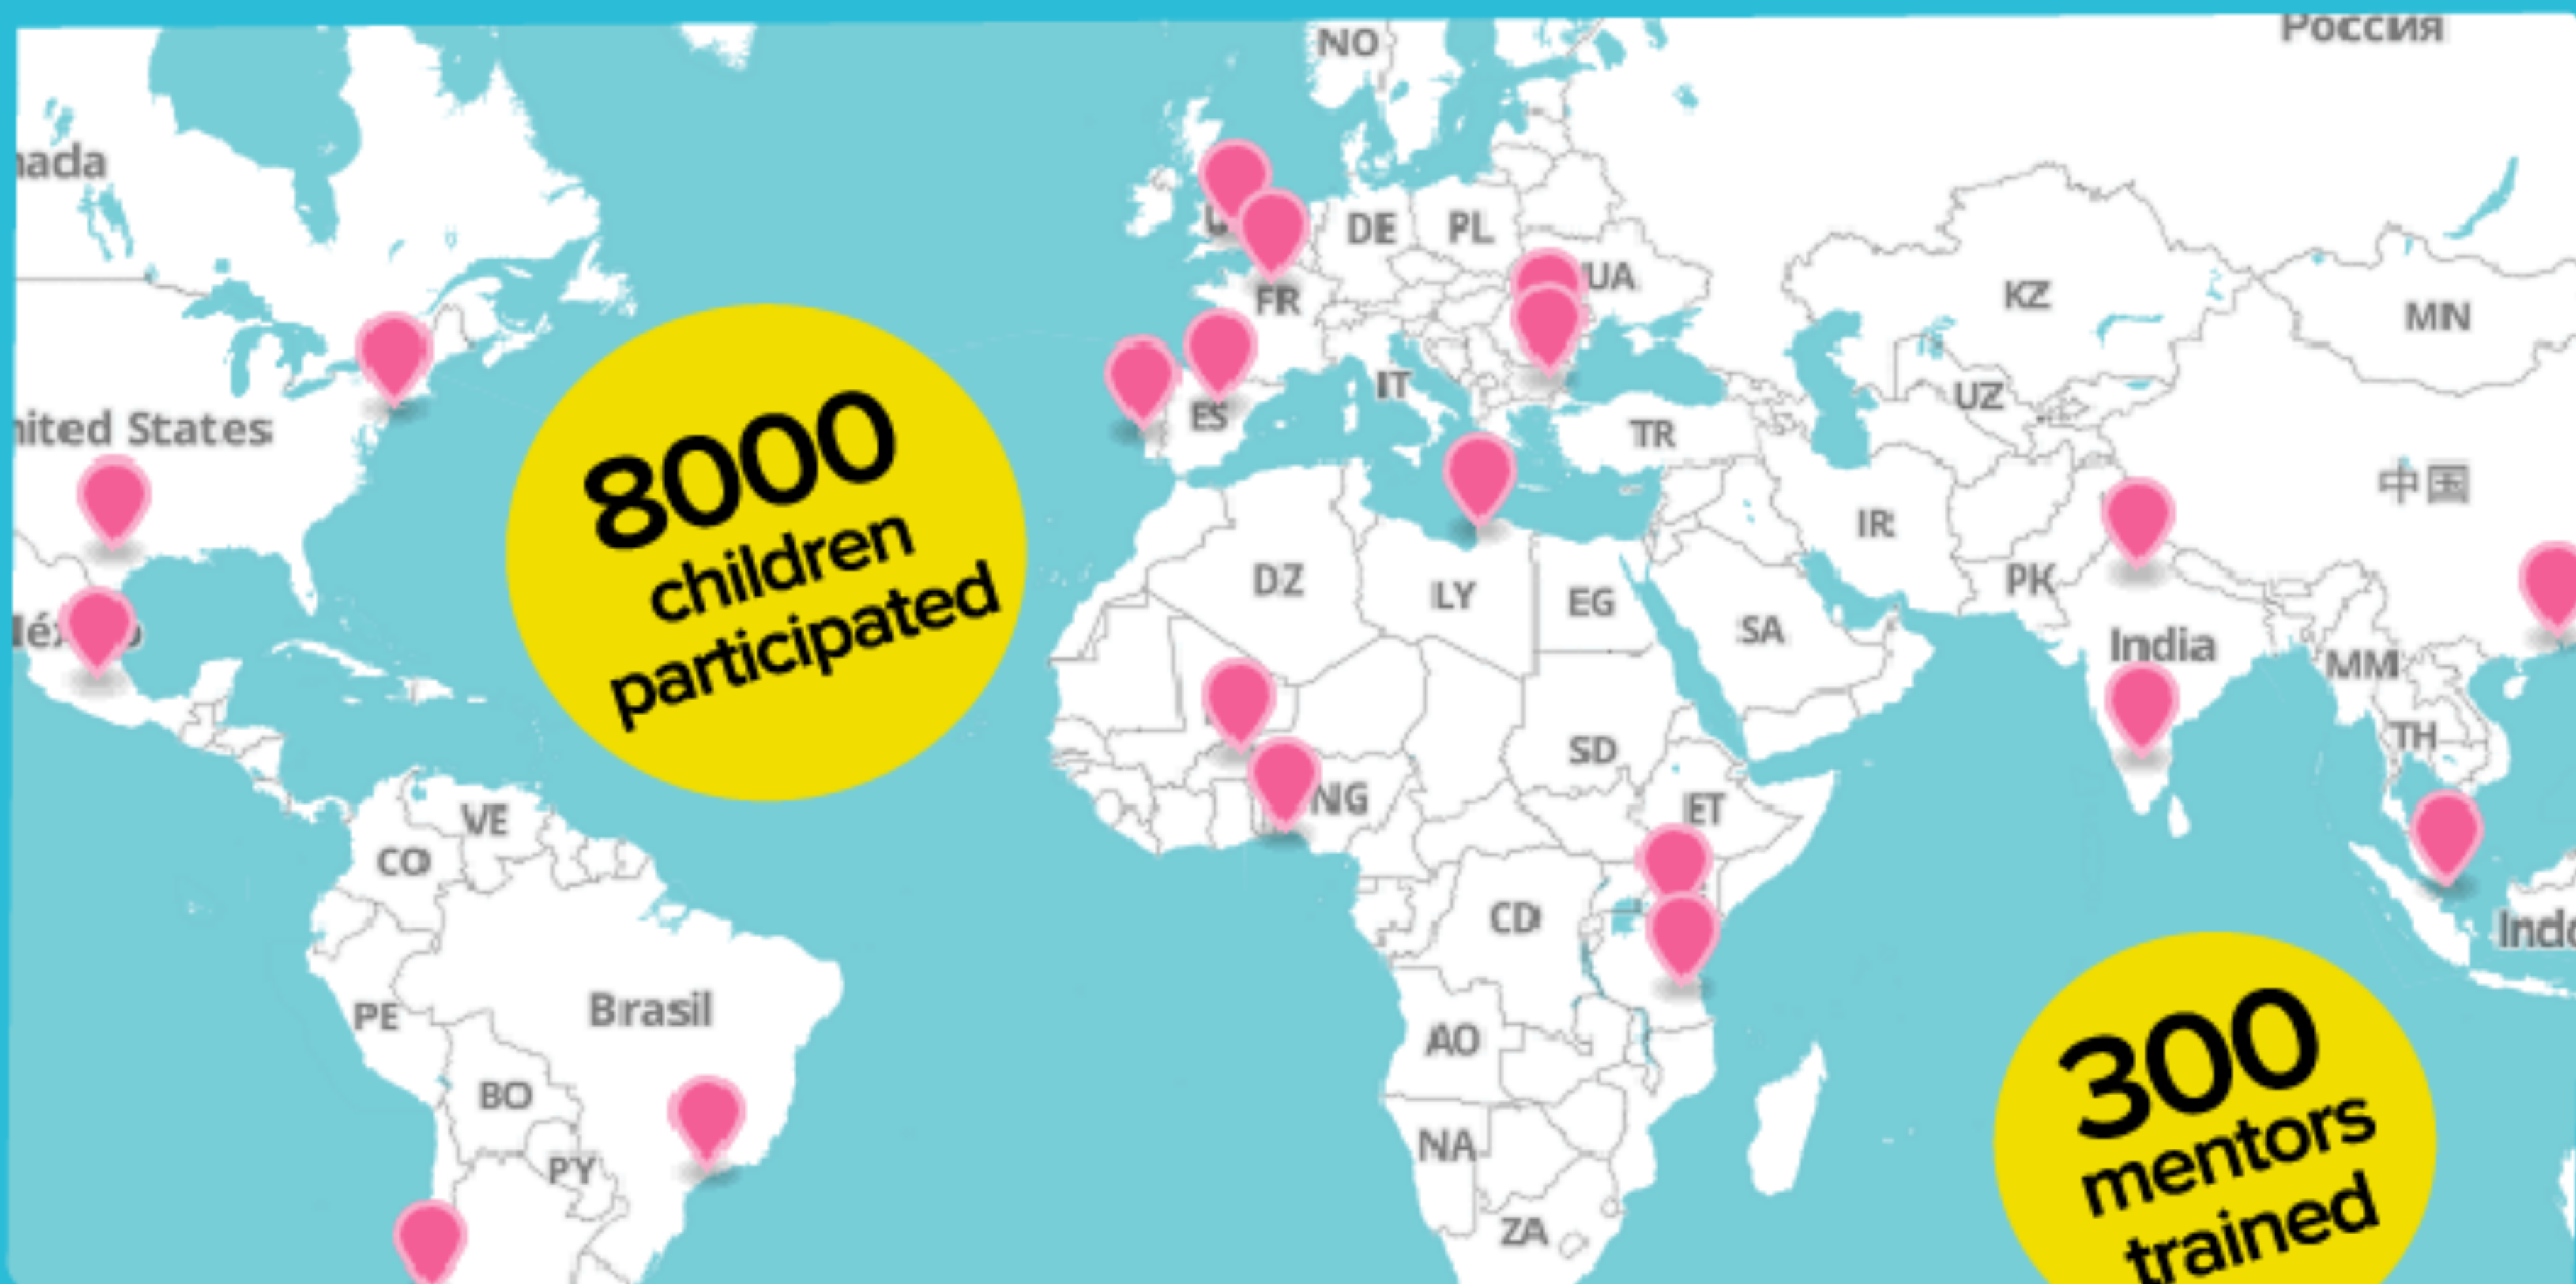 NO
Россия
nada
DE
PL
UA
FR
KZ
MN
nited States
IT
ES
TR
UZ
中国
8000
children
participated
IR
DZ
LY
EG
PK
SA
India
MM
SD
TH
NG
ET
VE
CO
CD
Indo
PE
Brasil
AO
BO
NA
PY
ZA
300
mentors
trained